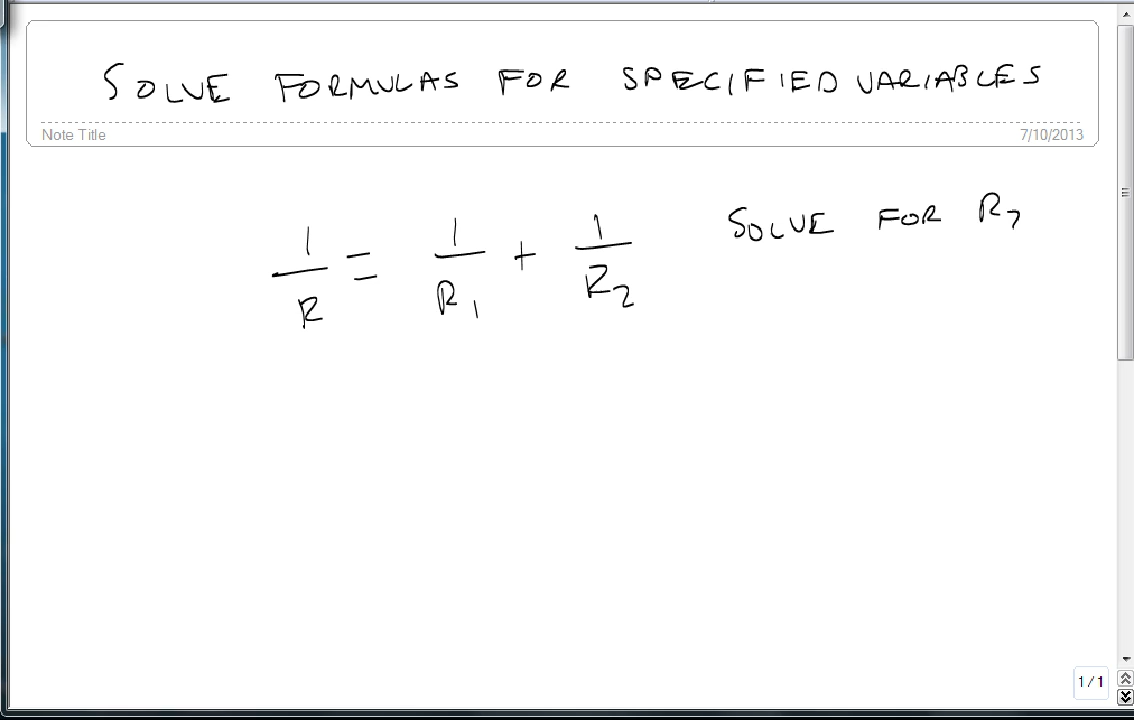 SOLVE FORMULAS FOR SPECIFIED VARIABLES
Note Title 7/10/2013
1/R = 1/R₁ + 1/R₂ SOLVE FOR R₂
1/1